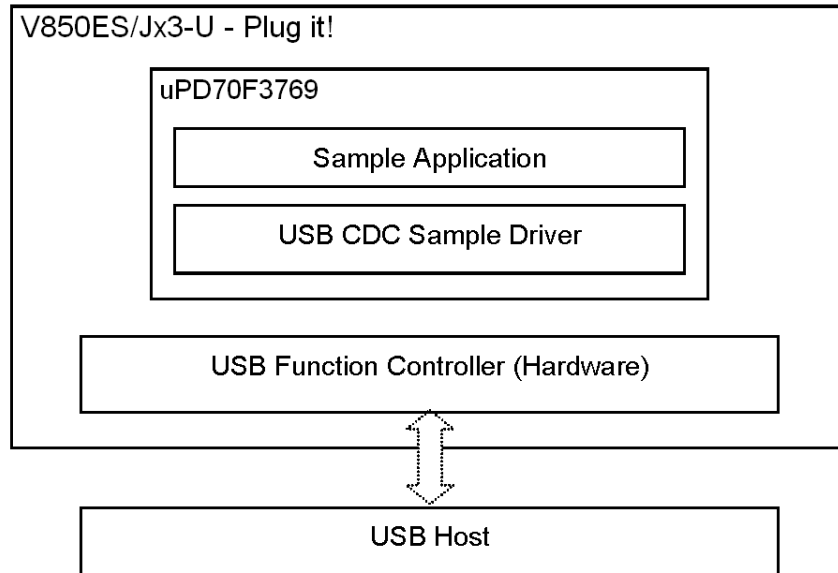 V850ES/Jx3-U - Plug it!
uPD70F3769
Sample Application
USB CDC Sample Driver
USB Function Controller (Hardware)
USB Host